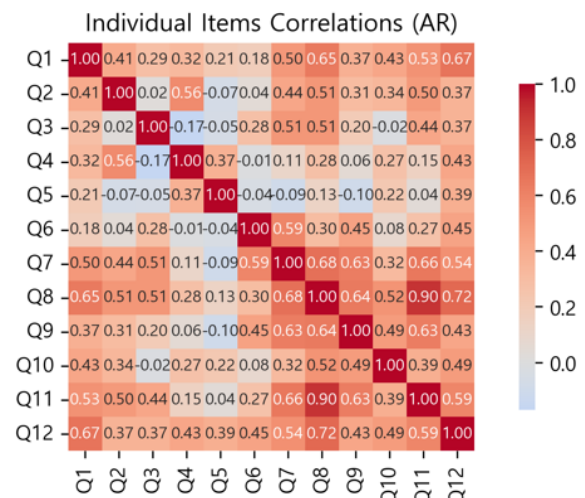 Individual Items Correlations (AR)
Q1 1.00 0.41 0.29 0.32 0.21 0.18 0.50 0.65 0.37 0.43 0.53 0.67
Q2 0.41 1.00 0.02 0.56 -0.07 0.04 0.44 0.51 0.31 0.34 0.50 0.37
Q3 0.29 0.02 1.00 -0.17 -0.05 0.28 0.51 0.51 0.20 -0.02 0.44 0.37
Q4 0.32 0.56 -0.17 1.00 0.37 -0.01 0.11 0.28 0.06 0.27 0.15 0.43
Q5 0.21 -0.07 -0.05 0.37 1.00 -0.04 -0.09 0.13 -0.10 0.22 0.04 0.39
Q6 0.18 0.04 0.28 -0.01 -0.04 1.00 0.59 0.30 0.45 0.08 0.27 0.45
Q7 0.50 0.44 0.51 0.11 -0.09 0.59 1.00 0.68 0.63 0.32 0.66 0.54
Q8 0.65 0.51 0.51 0.28 0.13 0.30 0.68 1.00 0.64 0.52 0.90 0.72
Q9 0.37 0.31 0.20 0.06 -0.10 0.45 0.63 0.64 1.00 0.49 0.63 0.43
Q10 0.43 0.34 -0.02 0.27 0.22 0.08 0.32 0.52 0.49 1.00 0.39 0.49
Q11 0.53 0.50 0.44 0.15 0.04 0.27 0.66 0.90 0.63 0.39 1.00 0.59
Q12 0.67 0.37 0.37 0.43 0.39 0.45 0.54 0.72 0.43 0.49 0.59 1.00
Q1 Q2 Q3 Q4 Q5 Q6 Q7 Q8 Q9 Q10 Q11 Q12
1.0
0.8
0.6
0.4
0.2
0.0